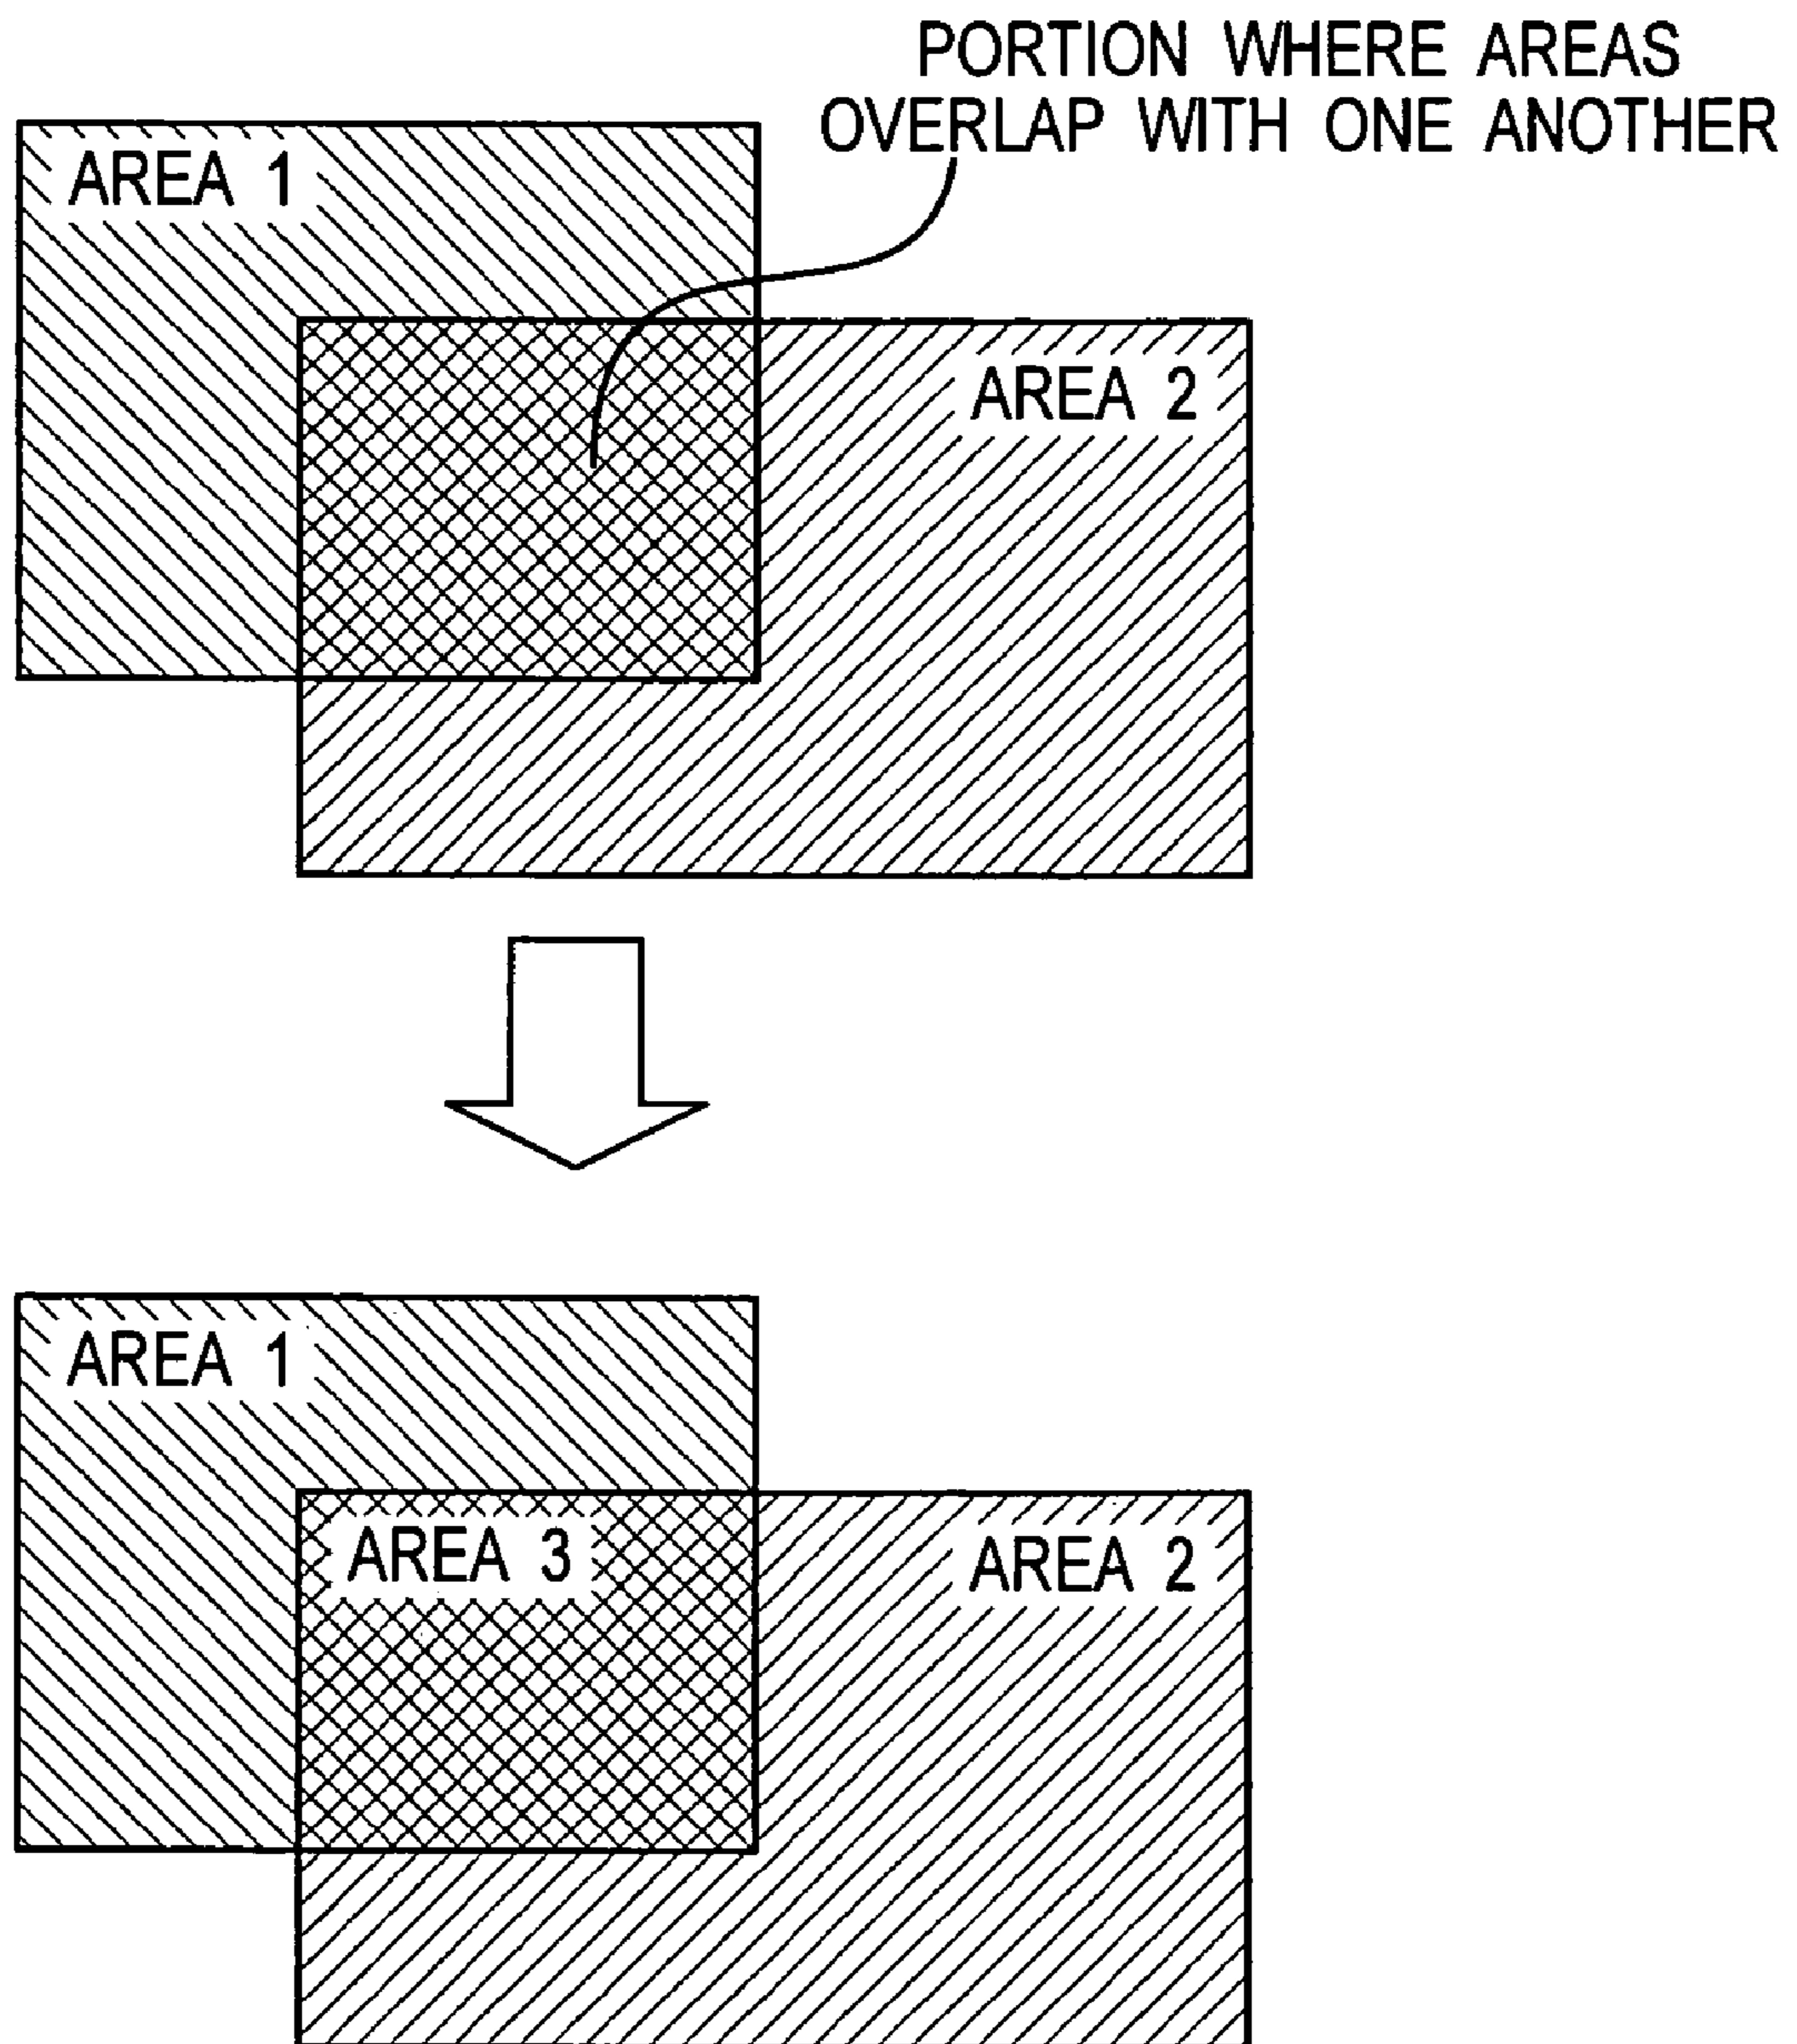 PORTION WHERE AREAS
OVERLAP WITH ONE ANOTHER
AREA 1
AREA 2
AREA 1
AREA 3
AREA 2